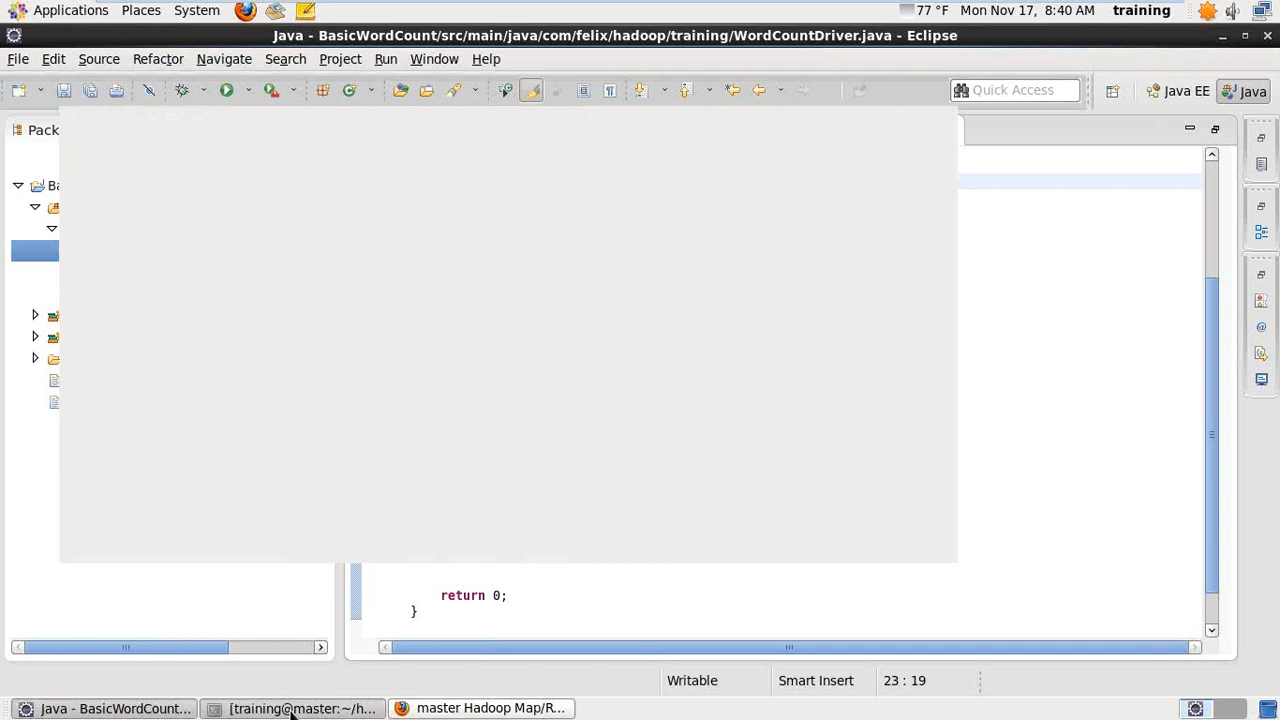 Applications Places System 77 °F Mon Nov 17, 8:40 AM training
Java - BasicWordCount/src/main/java/com/felix/hadoop/training/WordCountDriver.java - Eclipse
File Edit Source Refactor Navigate Search Project Run Window Help
Quick Access Java EE Java
Pack
Ba
return 0;
}
Writable Smart Insert 23 : 19
Java - BasicWordCount... [training@master:~/h... master Hadoop Map/R...